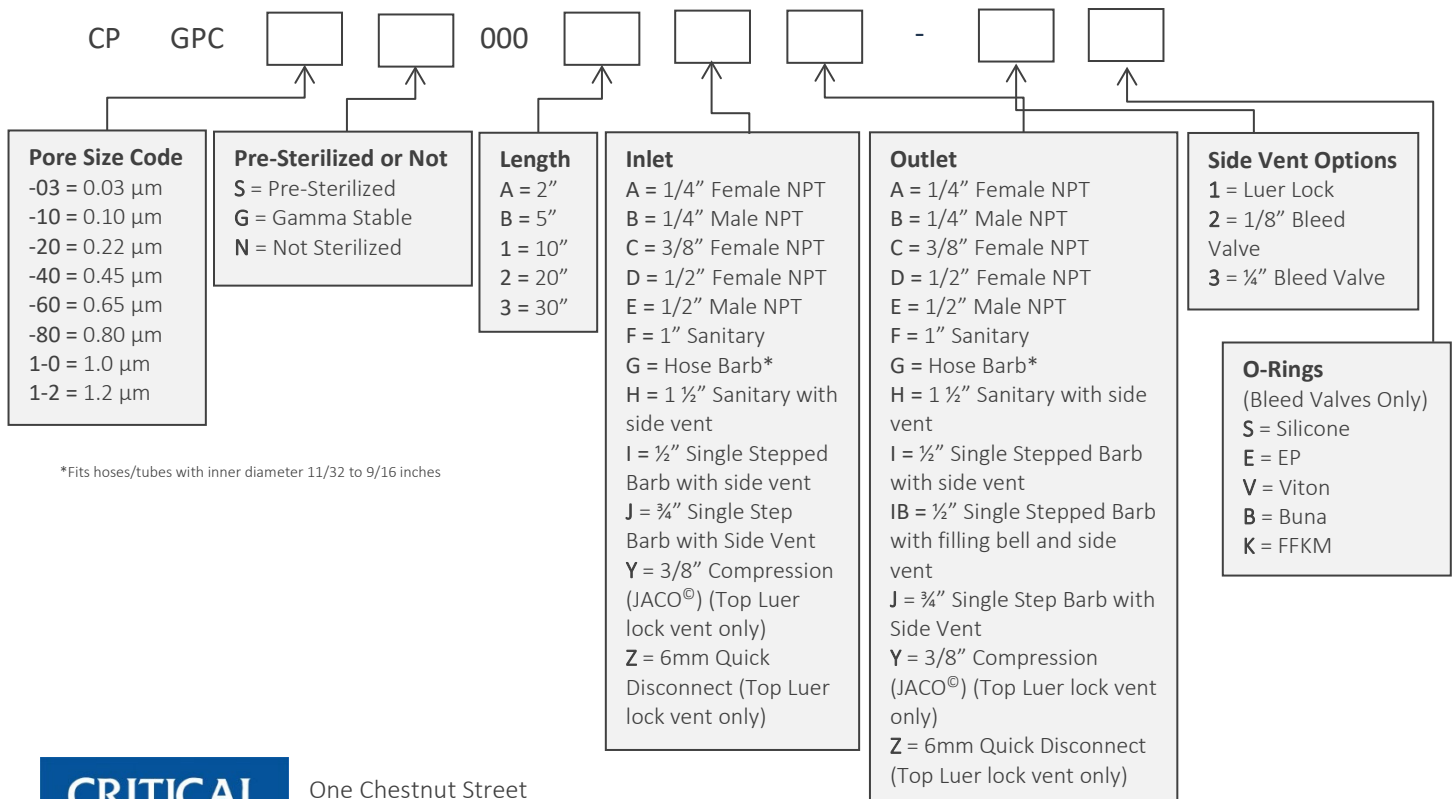 CP GPC 000 -
Pore Size Code
-03 = 0.03 µm
-10 = 0.10 µm
-20 = 0.22 µm
-40 = 0.45 µm
-60 = 0.65 µm
-80 = 0.80 µm
1-0 = 1.0 µm
1-2 = 1.2 µm
Pre-Sterilized or Not
S = Pre-Sterilized
G = Gamma Stable
N = Not Sterilized
Length
A = 2”
B = 5”
1 = 10”
2 = 20”
3 = 30”
Inlet
A = 1/4” Female NPT
B = 1/4” Male NPT
C = 3/8” Female NPT
D = 1/2” Female NPT
E = 1/2” Male NPT
F = 1” Sanitary
G = Hose Barb*
H = 1 ½” Sanitary with
side vent
I = ½” Single Stepped
Barb with side vent
J = ¾” Single Step
Barb with Side Vent
Y = 3/8” Compression
(JACO©) (Top Luer
lock vent only)
Z = 6mm Quick
Disconnect (Top Luer
lock vent only)
Outlet
A = 1/4” Female NPT
B = 1/4” Male NPT
C = 3/8” Female NPT
D = 1/2” Female NPT
E = 1/2” Male NPT
F = 1” Sanitary
G = Hose Barb*
H = 1 ½” Sanitary with side
vent
I = ½” Single Stepped Barb
with side vent
IB = ½” Single Stepped Barb
with filling bell and side
vent
J = ¾” Single Step Barb with
Side Vent
Y = 3/8” Compression
(JACO©) (Top Luer lock vent
only)
Z = 6mm Quick Disconnect
(Top Luer lock vent only)
Side Vent Options
1 = Luer Lock
2 = 1/8” Bleed
Valve
3 = ¼” Bleed Valve
O-Rings
(Bleed Valves Only)
S = Silicone
E = EP
V = Viton
B = Buna
K = FFKM
*Fits hoses/tubes with inner diameter 11/32 to 9/16 inches
CRITICAL
One Chestnut Street